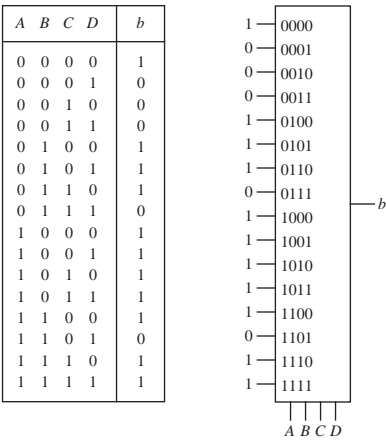 A B C D b
0 0 0 0 1
0 0 0 1 0
0 0 1 0 0
0 0 1 1 0
0 1 0 0 1
0 1 0 1 1
0 1 1 0 1
0 1 1 1 0
1 0 0 0 1
1 0 0 1 1
1 0 1 0 1
1 0 1 1 1
1 1 0 0 1
1 1 0 1 0
1 1 1 0 1
1 1 1 1 1
1 0000
0 0001
0 0010
0 0011
1 0100
1 0101
1 0110
0 0111
1 1000
1 1001
1 1010
1 1011
1 1100
0 1101
1 1110
1 1111
b
A B C D